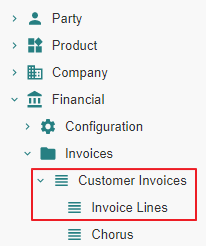 Party
Product
Company
Financial
Configuration
Invoices
Customer Invoices
Invoice Lines
Chorus